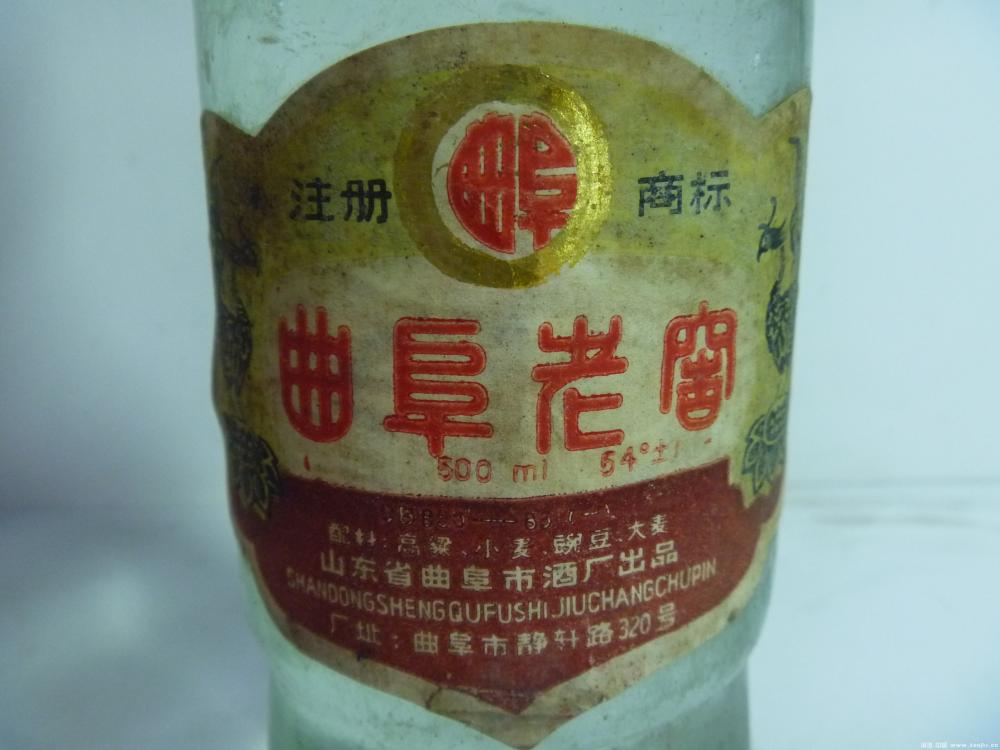 注册 曲阜 商标
曲阜老窖
500 ml 54°±1
配料:高粱、小麦、豌豆、大麦
山东省曲阜市酒厂出品
SHANDONGSHENGQUFUSHIJIUCHANGCHUPIN
厂址:曲阜市静轩路320号